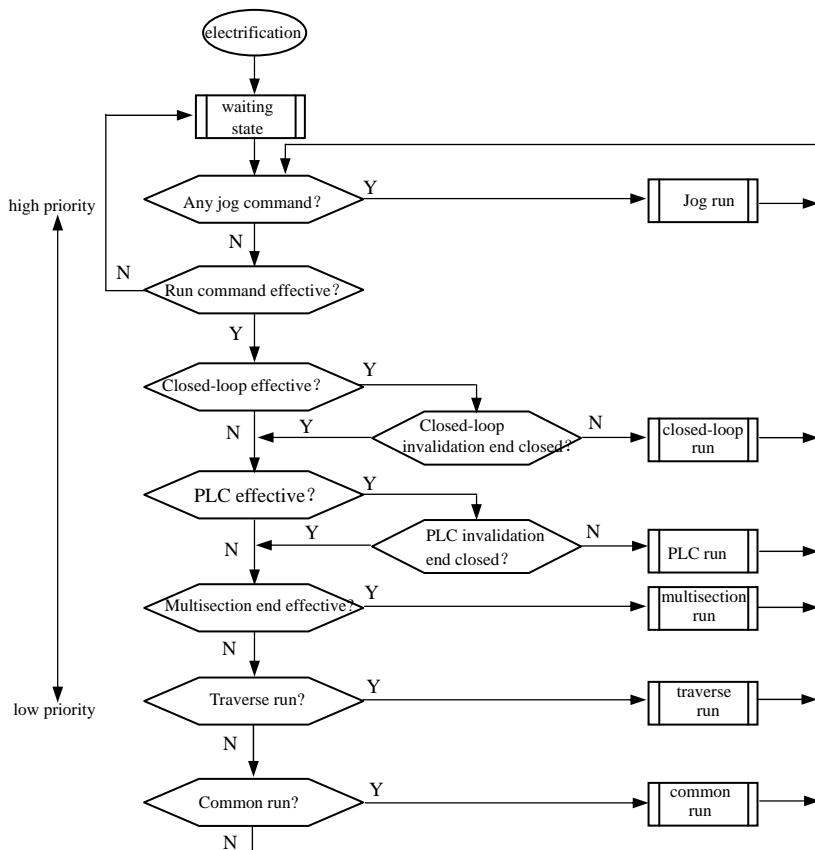 electrification
waiting
state
Any jog command?
Y
Jog run
high priority
N
N
Run command effective?
Y
Closed-loop effective?
Y
N
Y
Closed-loop
invalidation end closed?
N
closed-loop
run
PLC effective?
Y
N
Y
PLC invalidation
end closed?
N
PLC run
Multisection end effective?
Y
multisection
run
N
low priority
Traverse run?
Y
traverse
run
N
Common run?
Y
common
run
N